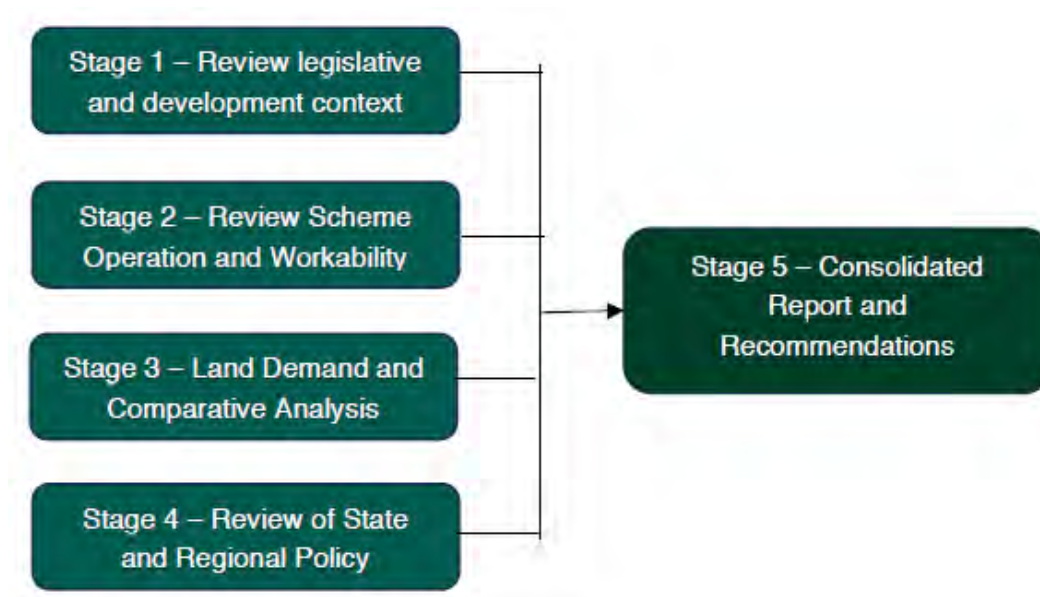 Stage 1 – Review legislative
and development context
Stage 2 – Review Scheme
Operation and Workability
Stage 3 – Land Demand and
Comparative Analysis
Stage 4 – Review of State
and Regional Policy
Stage 5 – Consolidated
Report and
Recommendations